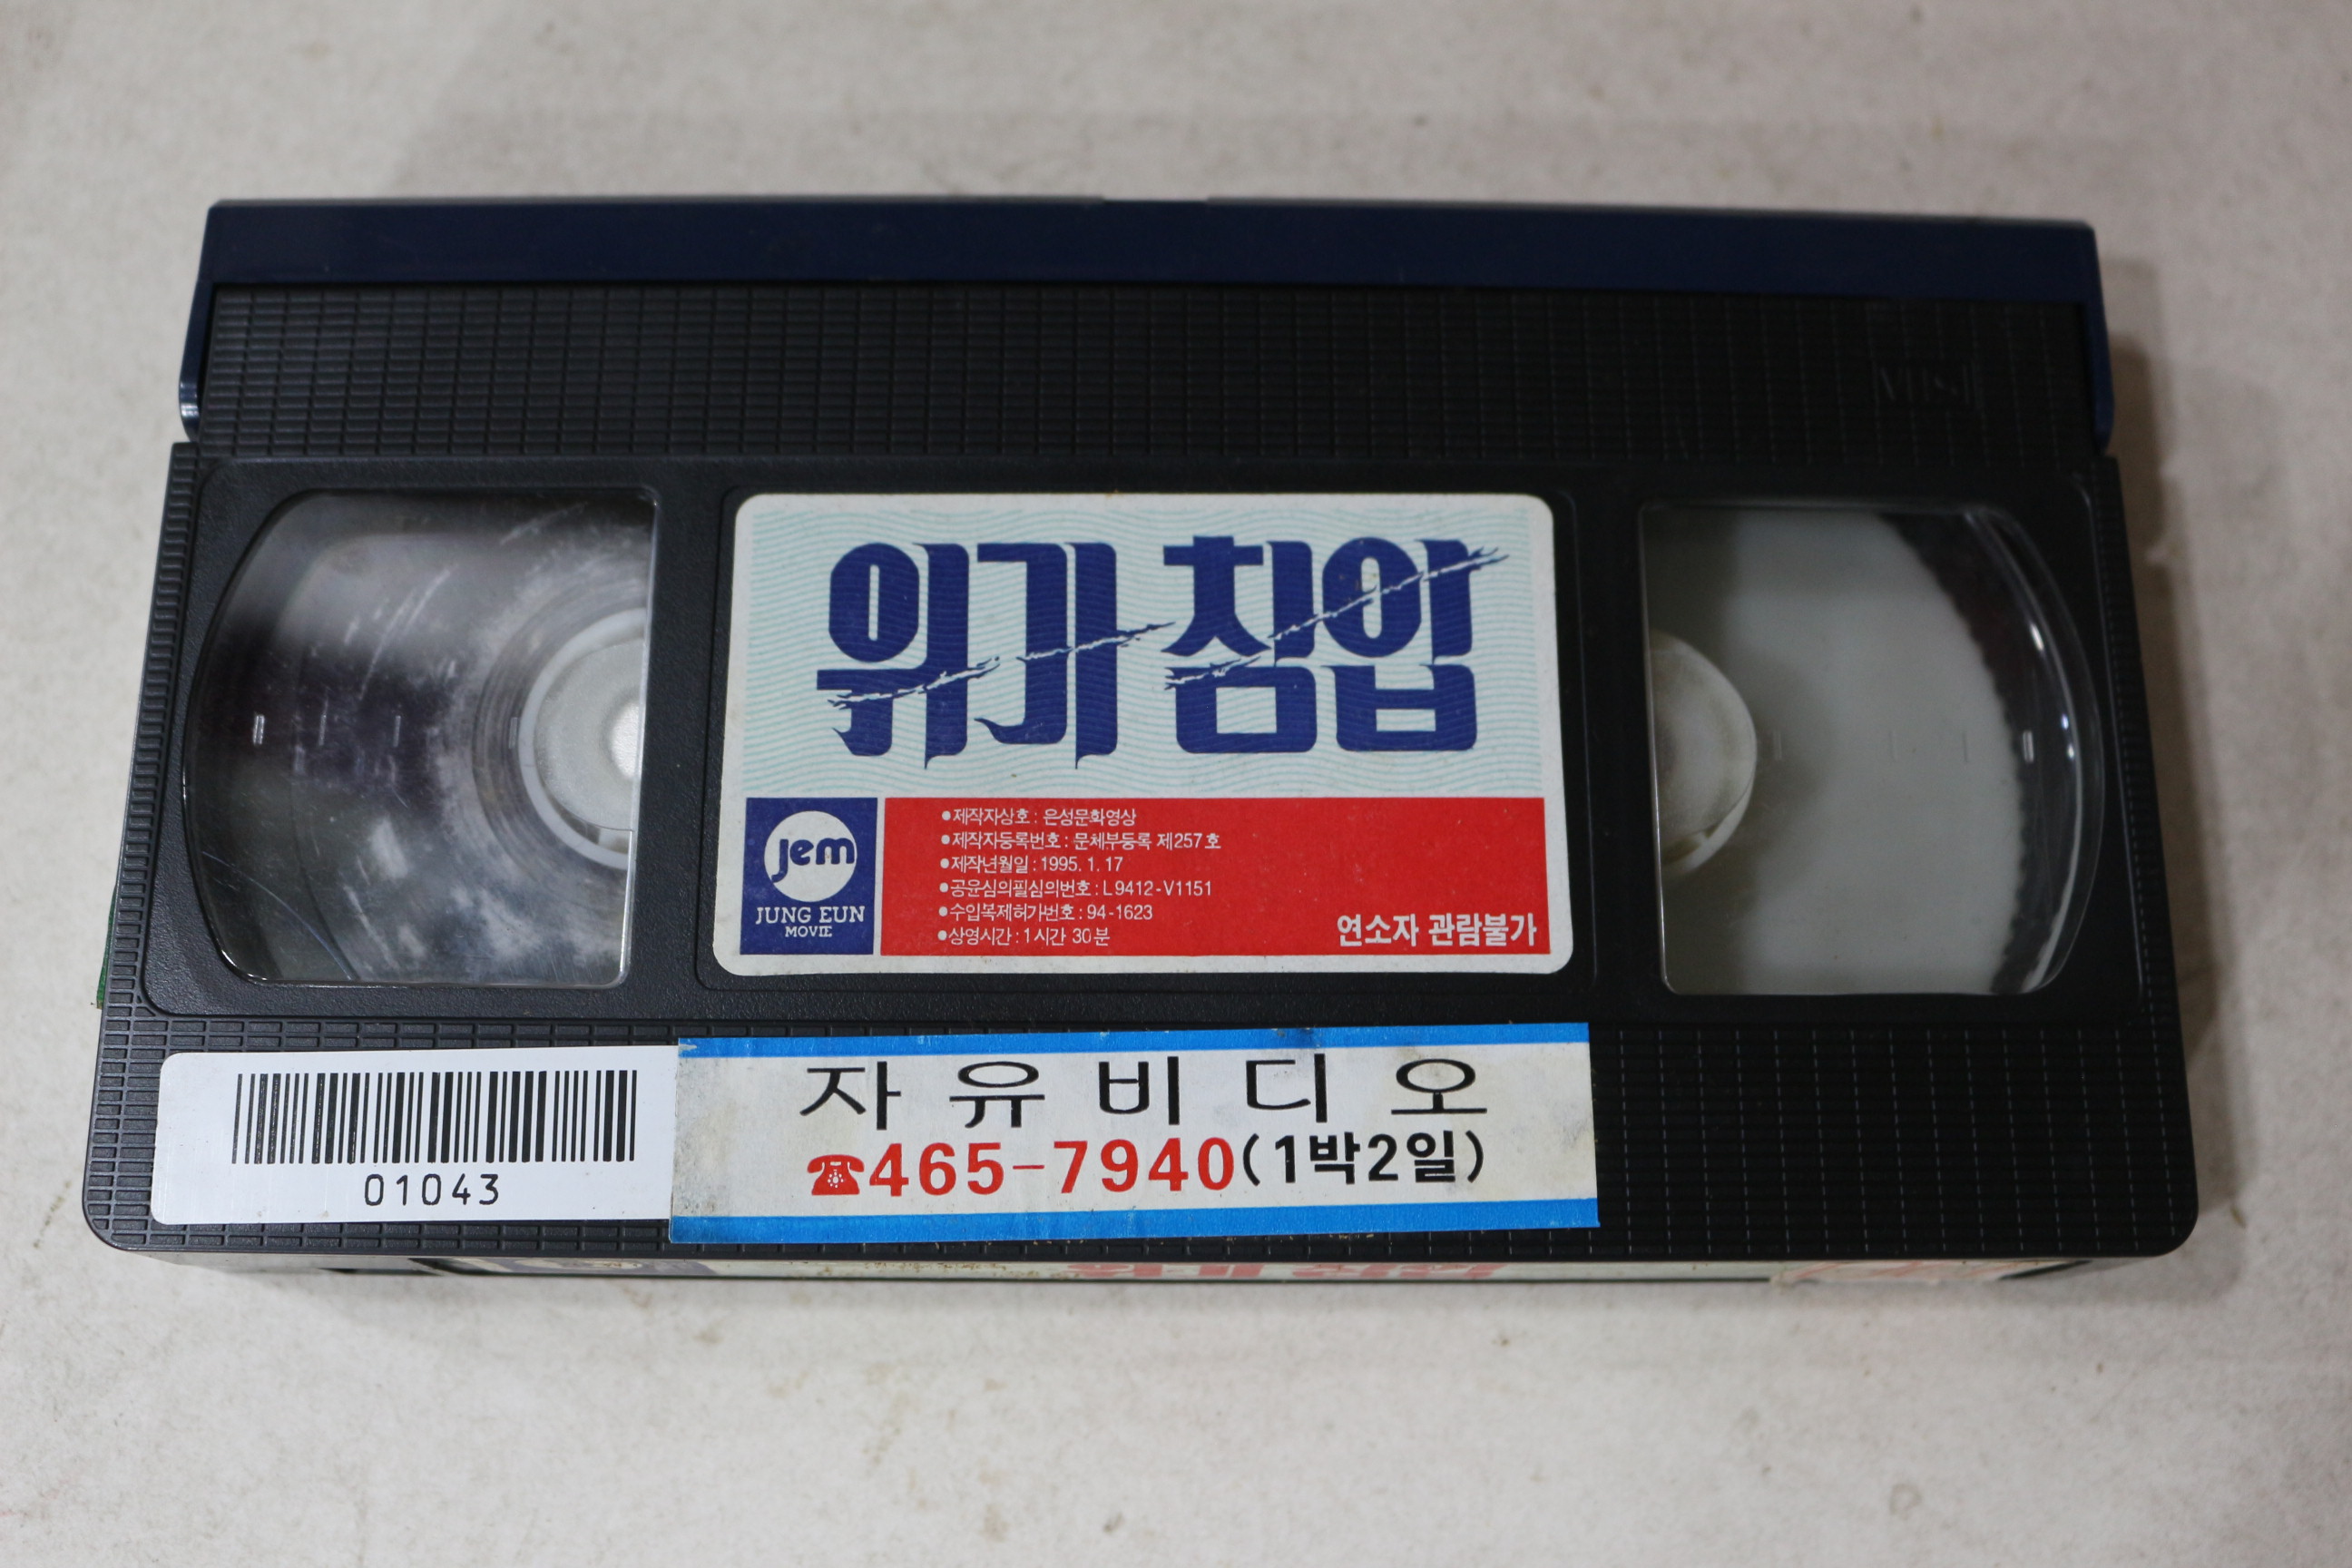 VHS
위기 침입
jem
JUNG EUN
MOVIE
●제작자상호 : 은성문화영상
●제작자등록번호 : 문체부등록 제257호
●제작년월일 : 1995. 1. 17
●공윤심의필심의번호 : L9412-V1151
●수입복제허가번호 : 94-1623
●상영시간 : 1시간 30분
연소자 관람불가
01043
자유비디오
☎465-7940(1박2일)